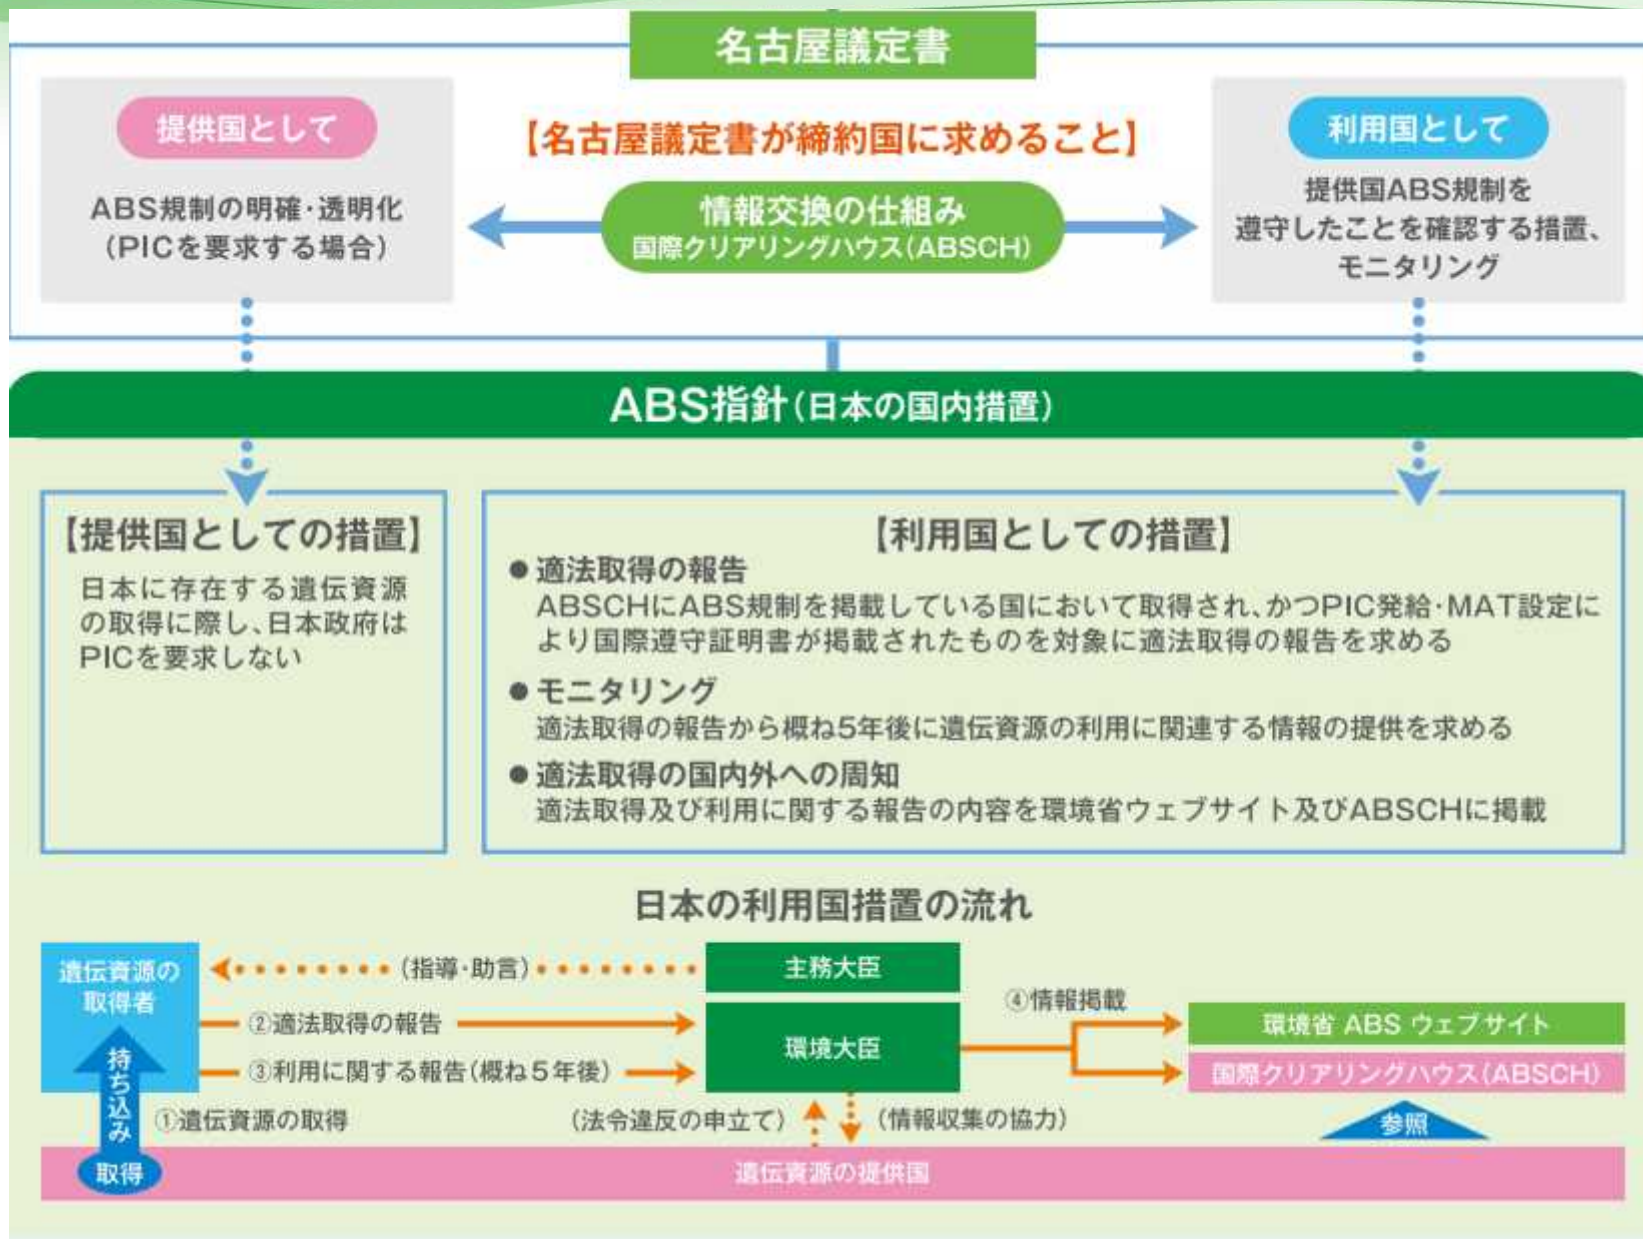 名古屋議定書
提供国として
ABS規制の明確・透明化
(PICを要求する場合)
【名古屋議定書が締約国に求めること】
情報交換の仕組み
国際クリアリングハウス(ABSCH)
利用国として
提供国ABS規制を
遵守したことを確認する措置、
モニタリング
ABS指針(日本の国内措置)
【提供国としての措置】
日本に存在する遺伝資源
の取得に際し、日本政府は
PICを要求しない
【利用国としての措置】
●適法取得の報告
ABSCHにABS規制を掲載している国において取得され、かつPIC発給・MAT設定に
より国際遵守証明書が掲載されたものを対象に適法取得の報告を求める
●モニタリング
適法取得の報告から概ね5年後に遺伝資源の利用に関連する情報の提供を求める
●適法取得の国内外への周知
適法取得及び利用に関する報告の内容を環境省ウェブサイト及びABSCHに掲載
日本の利用国措置の流れ
遺伝資源の
取得者
(指導・助言)
主務大臣
②適法取得の報告
環境大臣
④情報掲載
環境省 ABS ウェブサイト
③利用に関する報告(概ね5年後)
国際クリアリングハウス(ABSCH)
持ち込み
①遺伝資源の取得
(法令違反の申立て)
(情報収集の協力)
参照
取得
遺伝資源の提供国